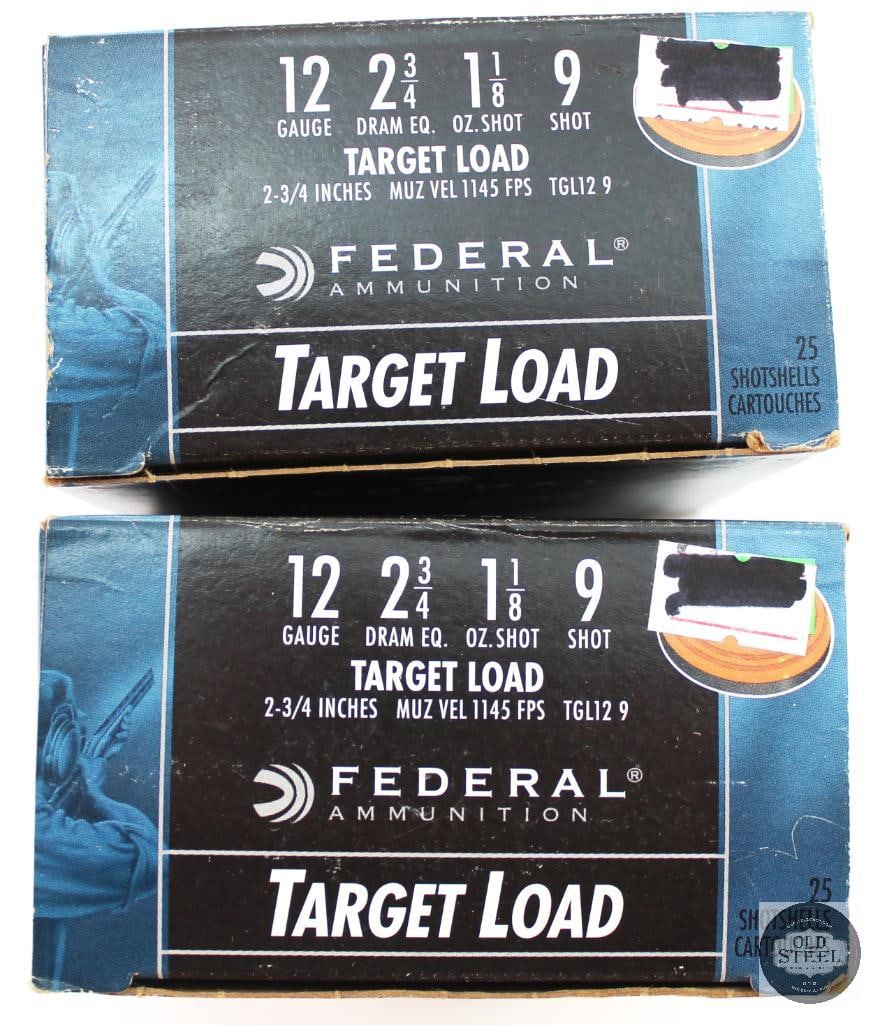 12 2 3/4 1 1/8 9
GAUGE DRAM EQ. OZ. SHOT SHOT
TARGET LOAD
2-3/4 INCHES MUZ VEL 1145 FPS TGL12 9
FEDERAL®
AMMUNITION
TARGET LOAD
25
SHOTSHELLS
CARTOUCHES
12 2 3/4 1 1/8 9
GAUGE DRAM EQ. OZ. SHOT SHOT
TARGET LOAD
2-3/4 INCHES MUZ VEL 1145 FPS TGL12 9
FEDERAL®
AMMUNITION
TARGET LOAD
25
SHOTSHELLS
OLD
STEEL